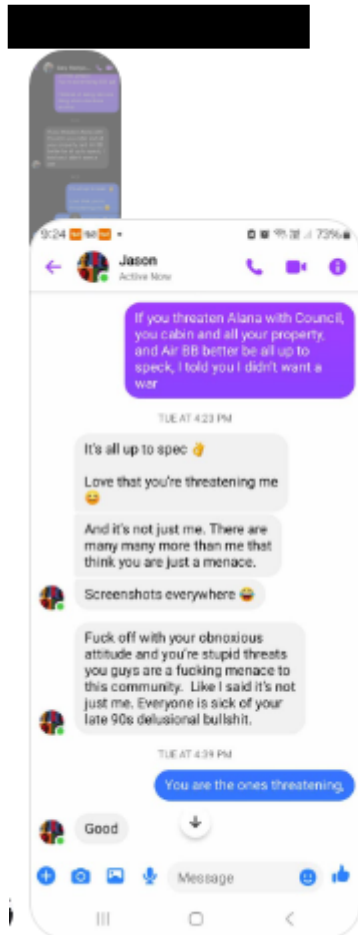 9:24
73%
Jason
Active Now
If you threaten Alana with Council,
you cabin and all your property,
and Air BB better be all up to
speck, I told you I didn't want a
war
TUE AT 4:23 PM
It's all up to spec 👌
Love that you're threatening me
😆
And it's not just me. There are
many many more than me that
think you are just a menace.
Screenshots everywhere 😂
Fuck off with your obnoxious
attitude and you're stupid threats
you guys are a fucking menace to
this community.  Like I said it's not
just me. Everyone is sick of your
late 90s delusional bullshit.
TUE AT 4:39 PM
You are the ones threatening,
Good
Message